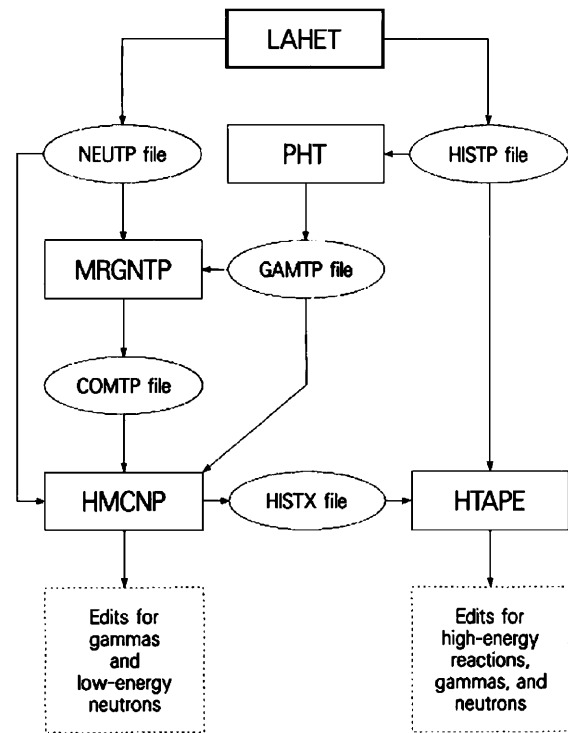 LAHET
NEUTP file
PHT
HISTP file
MRGNTP
GAMTP file
COMTP file
HMCNP
HISTX file
HTAPE
Edits for
gammas
and
low-energy
neutrons
Edits for
high-energy
reactions,
gammas, and
neutrons